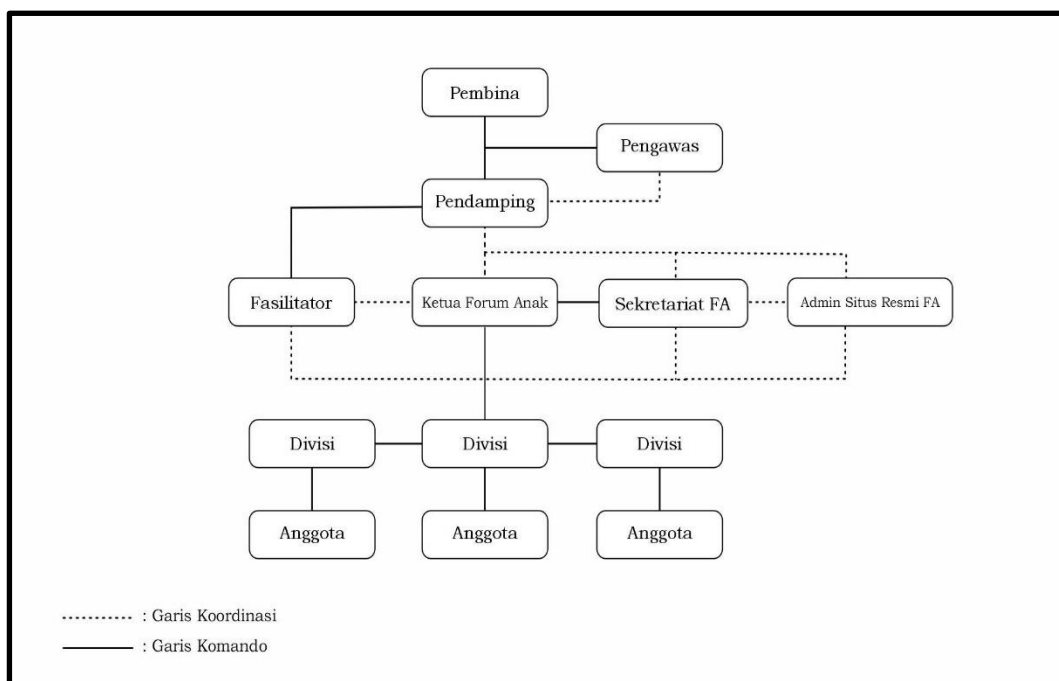 Pembina
Pengawas
Pendamping
Fasilitator
Ketua Forum Anak
Sekretariat FA
Admin Situs Resmi FA
Divisi
Divisi
Divisi
Anggota
Anggota
Anggota
: Garis Koordinasi
: Garis Komando